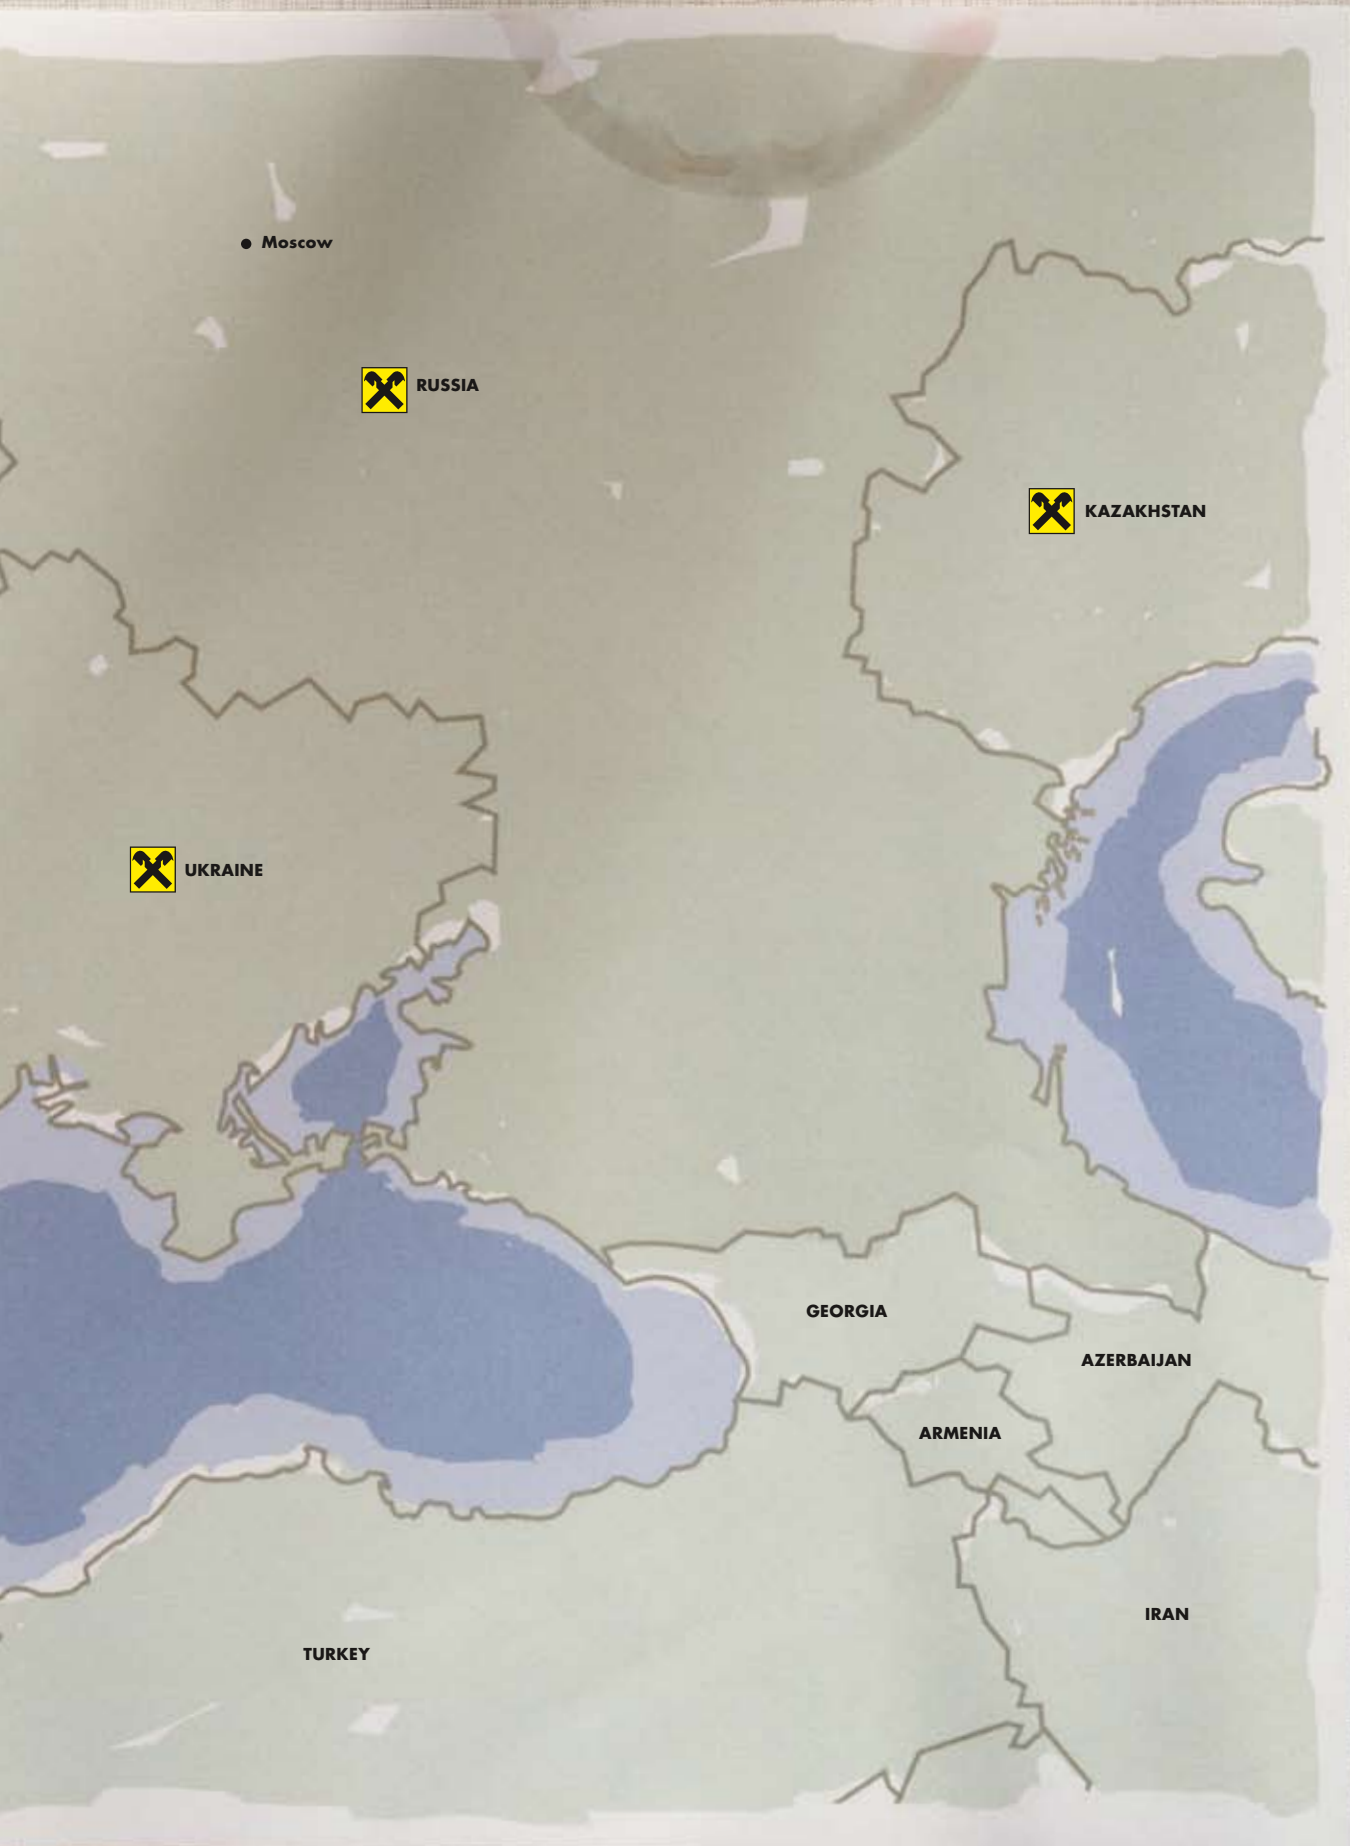 Moscow
RUSSIA
KAZAKHSTAN
UKRAINE
GEORGIA
AZERBAIJAN
ARMENIA
IRAN
TURKEY